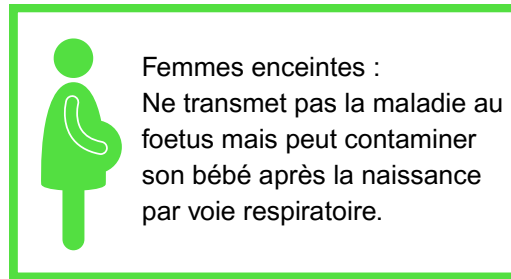 Femmes enceintes :
Ne transmet pas la maladie au
foetus mais peut contaminer
son bébé après la naissance
par voie respiratoire.